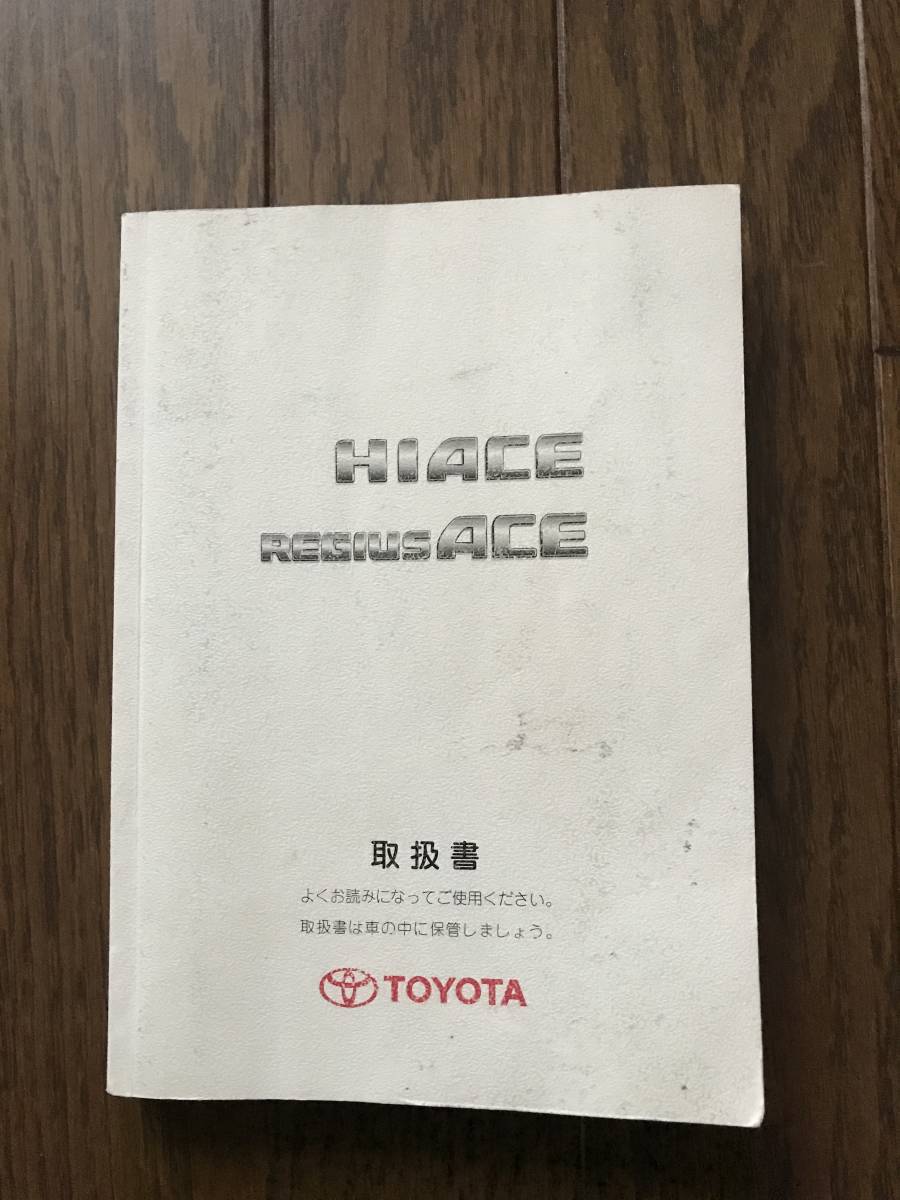 HIACE
REGIUS ACE
取扱書
よくお読みになってご使用ください。
取扱書は車の中に保管しましょう。
TOYOTA